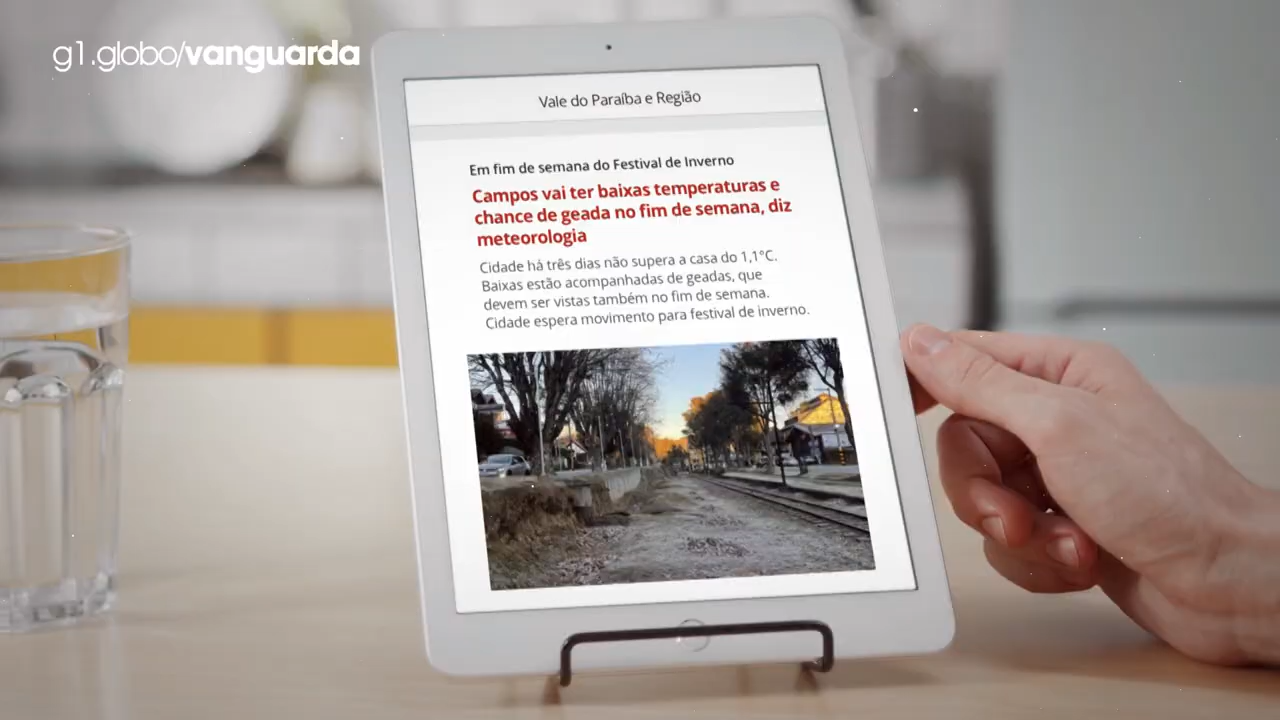 g1.globo/vanguarda
Vale do Paraíba e Região
Em fim de semana do Festival de Inverno
Campos vai ter baixas temperaturas e
chance de geada no fim de semana, diz
meteorologia
Cidade há três dias não supera a casa do 1,1°C.
Baixas estão acompanhadas de geadas, que
devem ser vistas também no fim de semana.
Cidade espera movimento para festival de inverno.